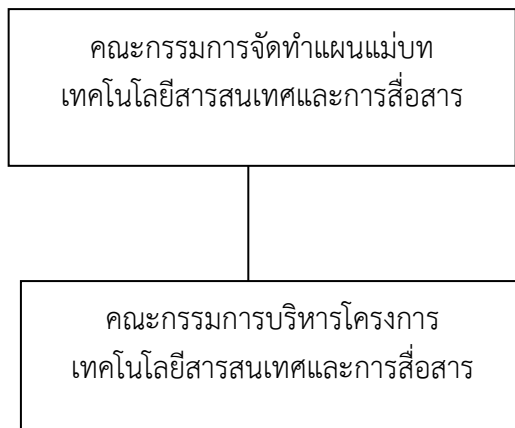 คณะกรรมการจัดทำแผนแม่บท
เทคโนโลยีสารสนเทศและการสื่อสาร
คณะกรรมการบริหารโครงการ
เทคโนโลยีสารสนเทศและการสื่อสาร